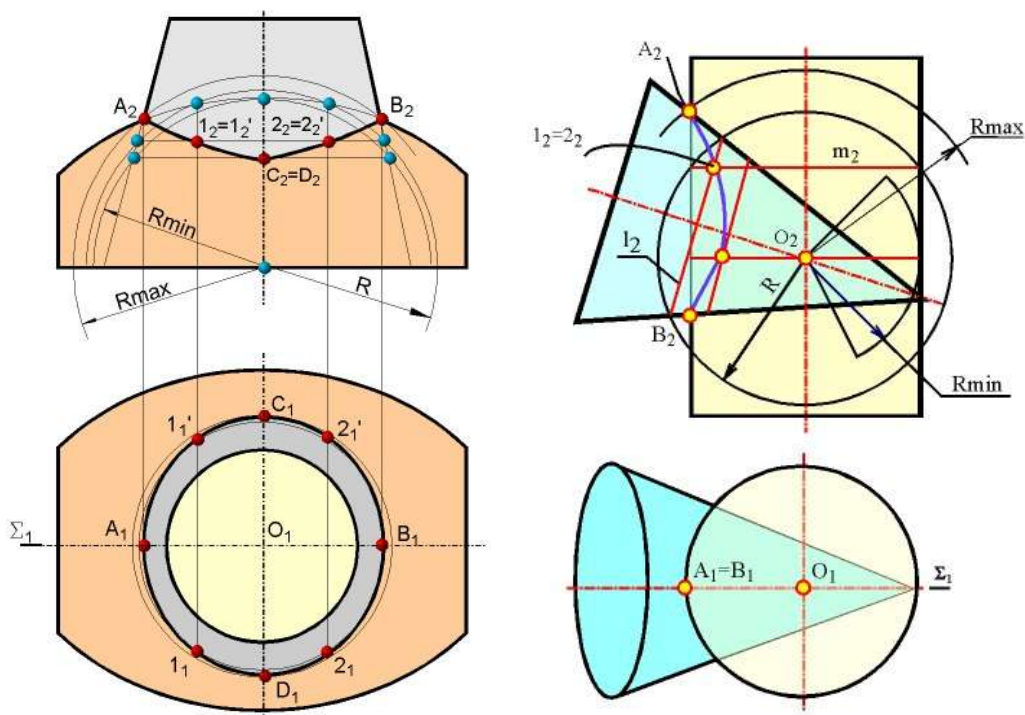 A₂
1₂=1₂'
2₂=2₂'
B₂
C₂=D₂
Rmin
Rmax
R
C₁
1₁'
2₁'
Σ₁
A₁
O₁
B₁
1₁
2₁
D₁
A₂
Rmax
l₂=2₂
m₂
l₂
O₂
R
B₂
Rmin
A₁=B₁
O₁
Σ₁